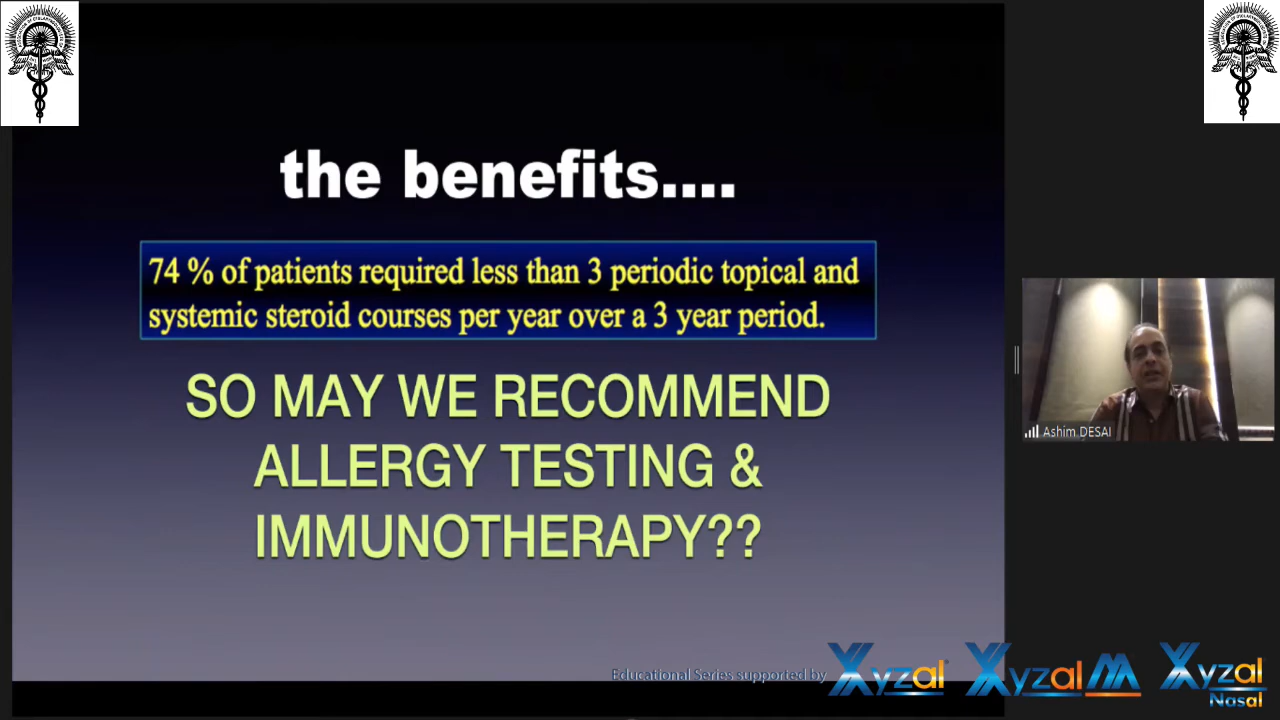 the benefits....
74 % of patients required less than 3 periodic topical and
systemic steroid courses per year over a 3 year period.
SO MAY WE RECOMMEND
ALLERGY TESTING &
IMMUNOTHERAPY??
Ashim DESAI
Educational Series supported by
Xyzal
Xyzal M
Xyzal
Nasal